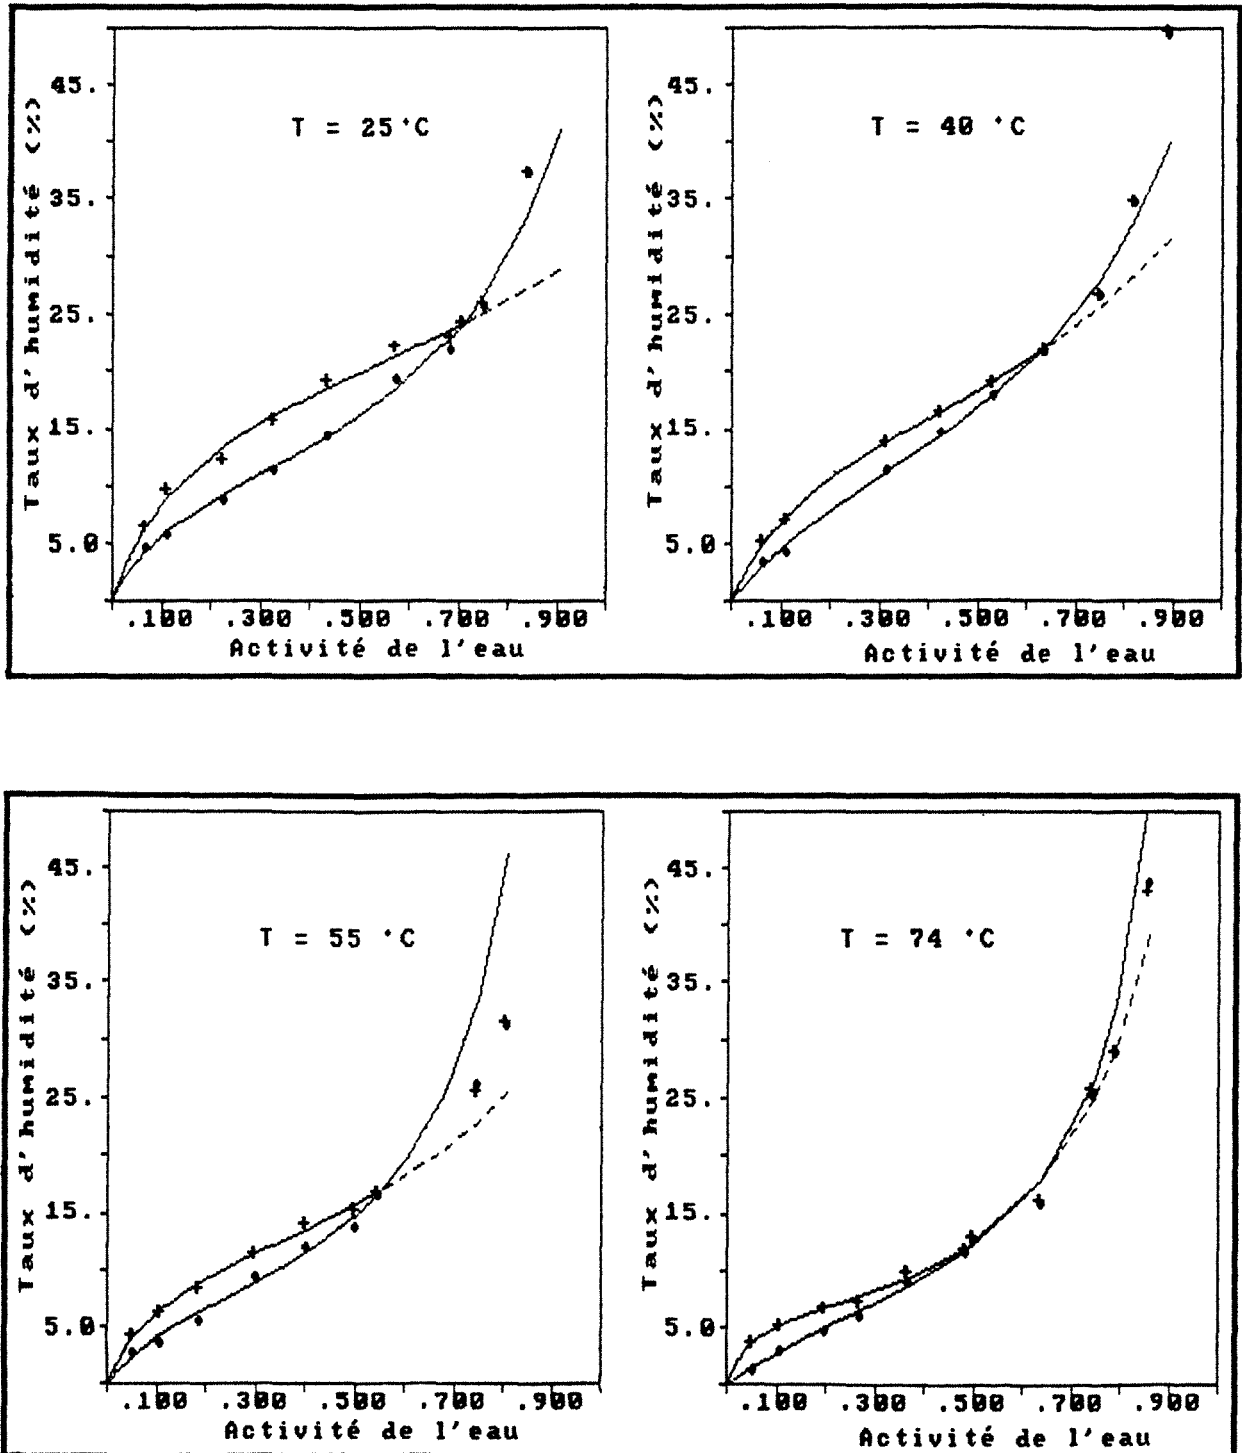 T = 25 °C
Taux d'humidité (%)
45.
35.
25.
15.
5.0
.100 .300 .500 .700 .900
Activité de l'eau
T = 40 °C
Taux d'humidité (%)
45.
35.
25.
15.
5.0
.100 .300 .500 .700 .900
Activité de l'eau
T = 55 °C
Taux d'humidité (%)
45.
35.
25.
15.
5.0
.100 .300 .500 .700 .900
Activité de l'eau
T = 74 °C
Taux d'humidité (%)
45.
35.
25.
15.
5.0
.100 .300 .500 .700 .900
Activité de l'eau